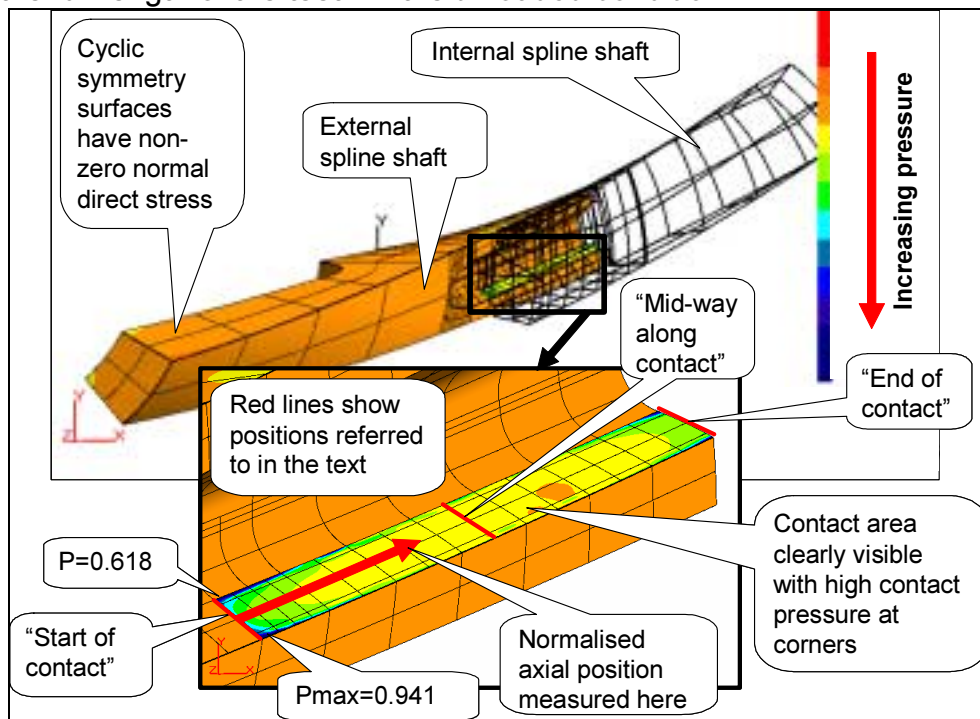 Cyclic
symmetry
surfaces
have non-
zero normal
direct stress
External
spline shaft
Internal spline shaft
Increasing pressure
“Mid-way
along
contact”
“End of
contact”
Red lines show
positions referred
to in the text
P=0.618
“Start of
contact”
Pmax=0.941
Normalised
axial position
measured here
Contact area
clearly visible
with high contact
pressure at
corners
Y
Y
Z
X
Y
Z
X